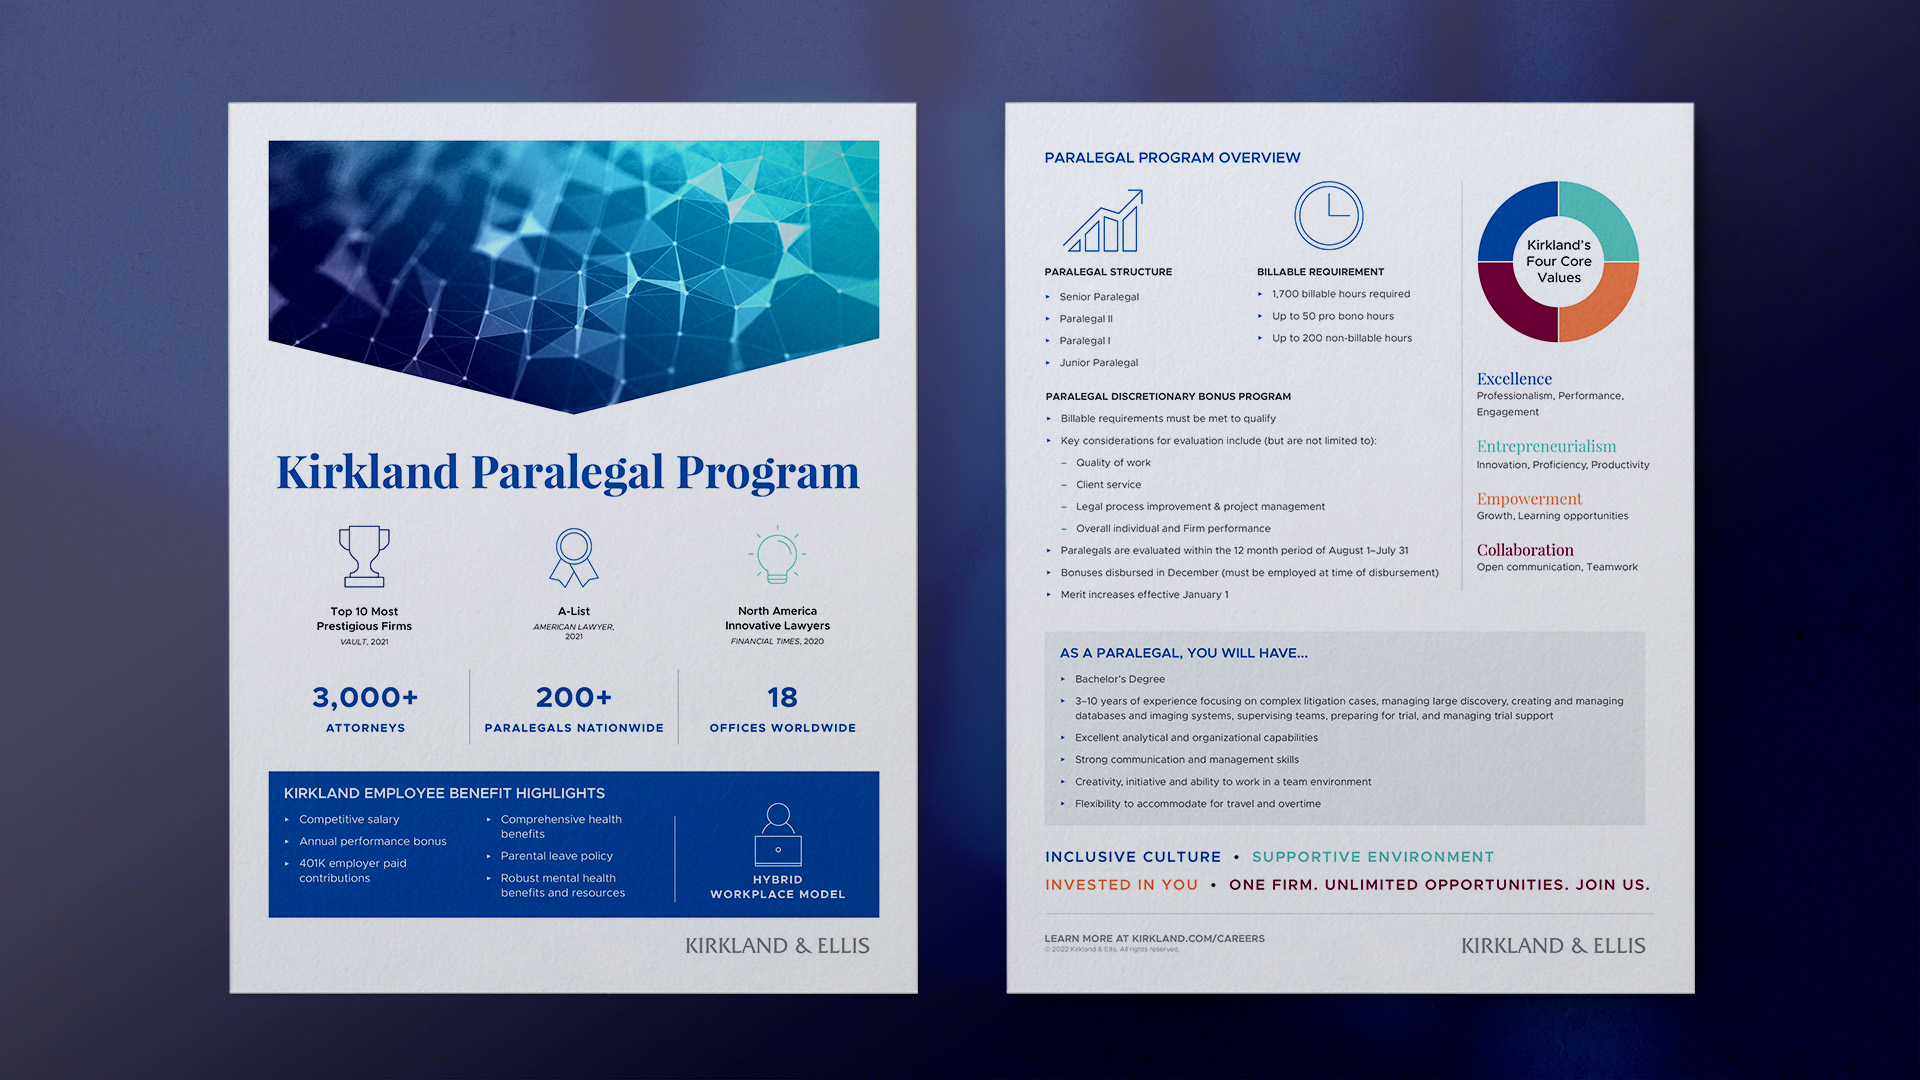 Kirkland Paralegal Program
Top 10 Most
Prestigious Firms
VAULT, 2021
A-List
AMERICAN LAWYER,
2021
North America
Innovative Lawyers
FINANCIAL TIMES, 2020
3,000+
ATTORNEYS
200+
PARALEGALS NATIONWIDE
18
OFFICES WORLDWIDE
KIRKLAND EMPLOYEE BENEFIT HIGHLIGHTS
▸ Competitive salary
▸ Annual performance bonus
▸ 401K employer paid
contributions
▸ Comprehensive health
benefits
▸ Parental leave policy
▸ Robust mental health
benefits and resources
HYBRID
WORKPLACE MODEL
KIRKLAND & ELLIS
PARALEGAL PROGRAM OVERVIEW
PARALEGAL STRUCTURE
▸ Senior Paralegal
▸ Paralegal II
▸ Paralegal I
▸ Junior Paralegal
BILLABLE REQUIREMENT
▸ 1,700 billable hours required
▸ Up to 50 pro bono hours
▸ Up to 200 non-billable hours
PARALEGAL DISCRETIONARY BONUS PROGRAM
▸ Billable requirements must be met to qualify
▸ Key considerations for evaluation include (but are not limited to):
– Quality of work
– Client service
– Legal process improvement & project management
– Overall individual and Firm performance
▸ Paralegals are evaluated within the 12 month period of August 1–July 31
▸ Bonuses disbursed in December (must be employed at time of disbursement)
▸ Merit increases effective January 1
Kirkland's
Four Core
Values
Excellence
Professionalism, Performance,
Engagement
Entrepreneurialism
Innovation, Proficiency, Productivity
Empowerment
Growth, Learning opportunities
Collaboration
Open communication, Teamwork
AS A PARALEGAL, YOU WILL HAVE...
▸ Bachelor's Degree
▸ 3–10 years of experience focusing on complex litigation cases, managing large discovery, creating and managing
databases and imaging systems, supervising teams, preparing for trial, and managing trial support
▸ Excellent analytical and organizational capabilities
▸ Strong communication and management skills
▸ Creativity, initiative and ability to work in a team environment
▸ Flexibility to accommodate for travel and overtime
INCLUSIVE CULTURE • SUPPORTIVE ENVIRONMENT
INVESTED IN YOU • ONE FIRM. UNLIMITED OPPORTUNITIES. JOIN US.
LEARN MORE AT KIRKLAND.COM/CAREERS
© 2022 Kirkland & Ellis. All rights reserved.
KIRKLAND & ELLIS